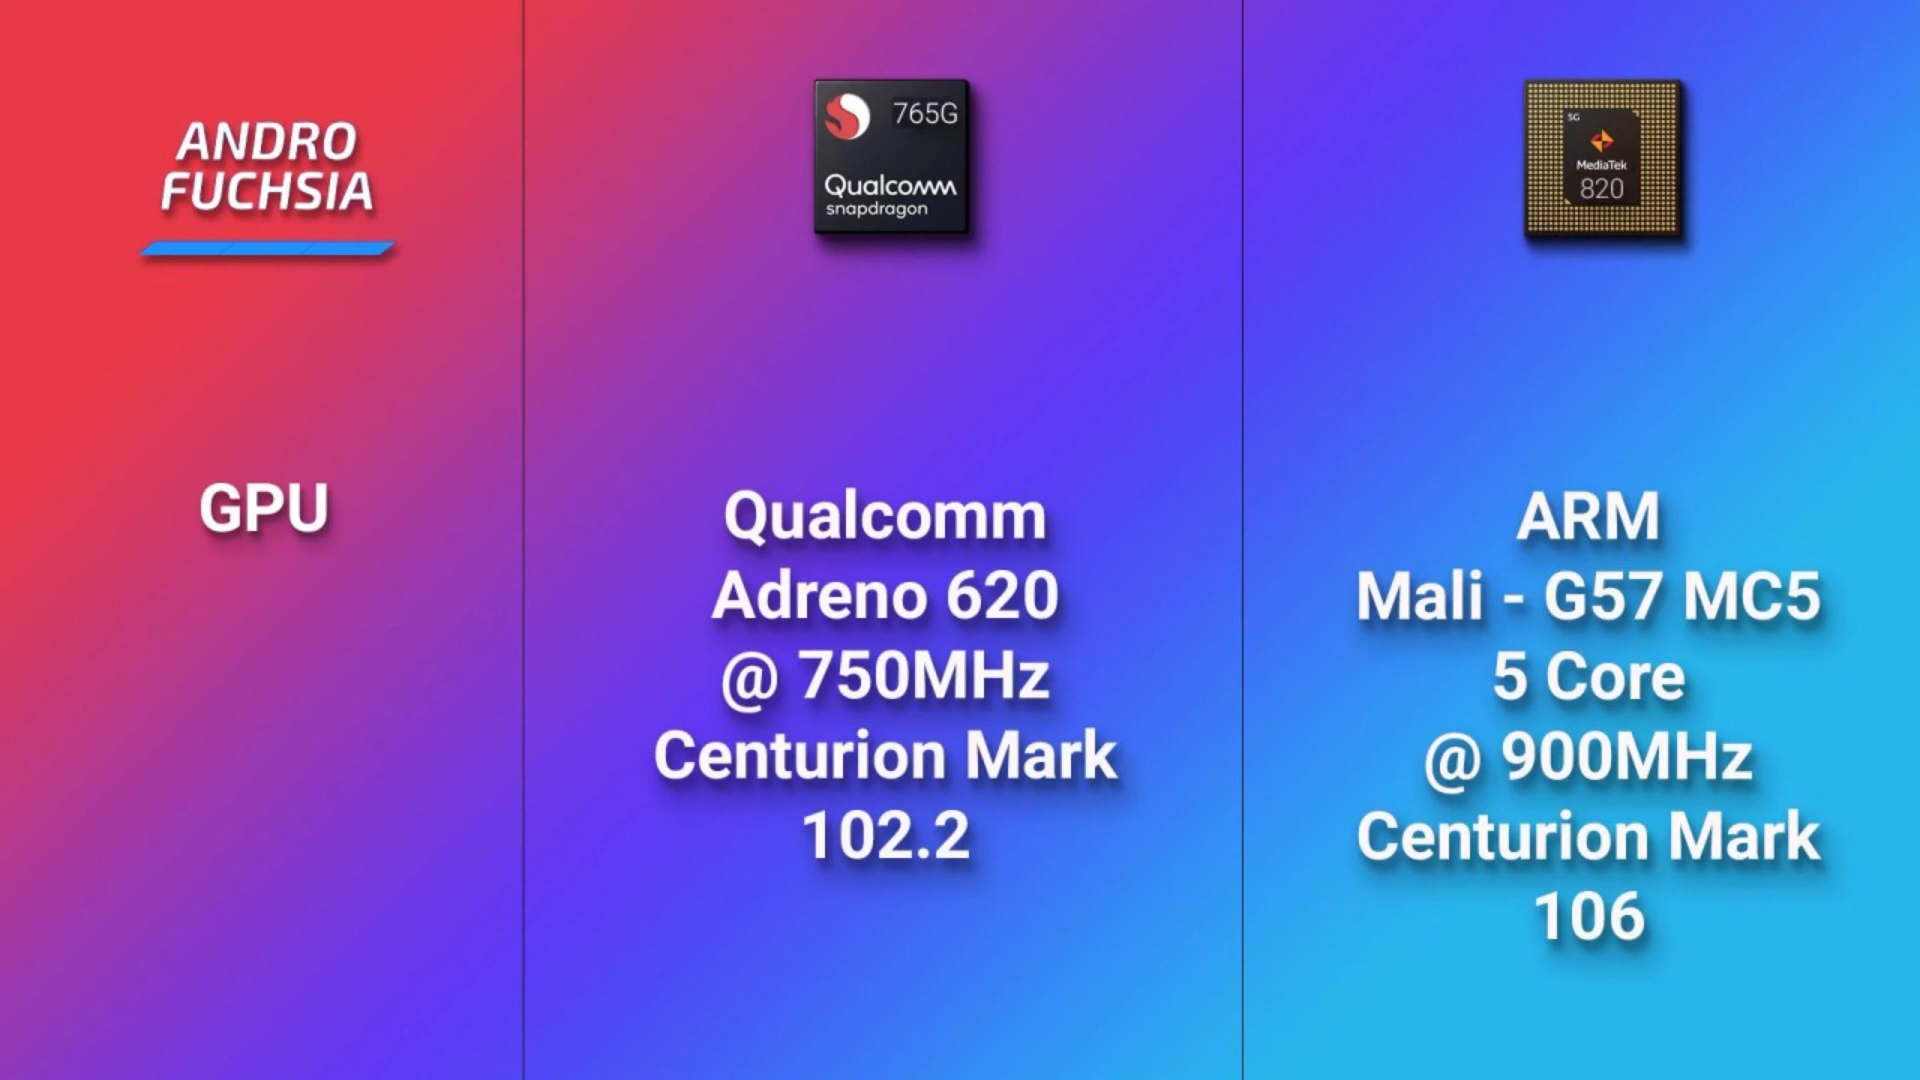 ANDRO
FUCHSIA
765G
Qualcomm
snapdragon
5G
MediaTek
820
GPU
Qualcomm
Adreno 620
@ 750MHz
Centurion Mark
102.2
ARM
Mali - G57 MC5
5 Core
@ 900MHz
Centurion Mark
106